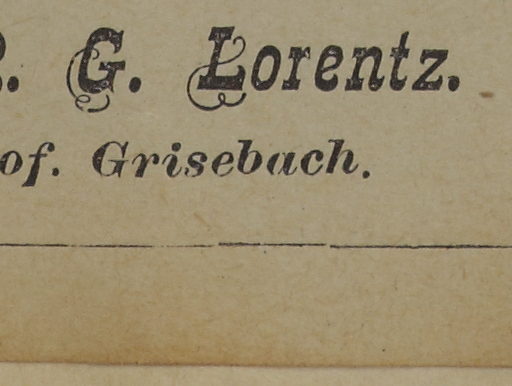 G. Lorentz.
of. Grisebach.